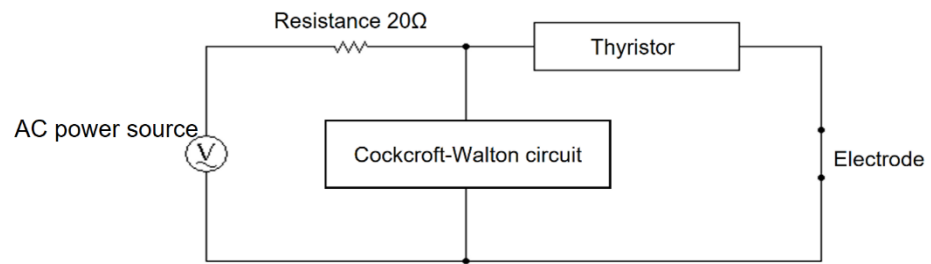 Resistance 20Ω
Thyristor
AC power source
V
Cockcroft-Walton circuit
Electrode